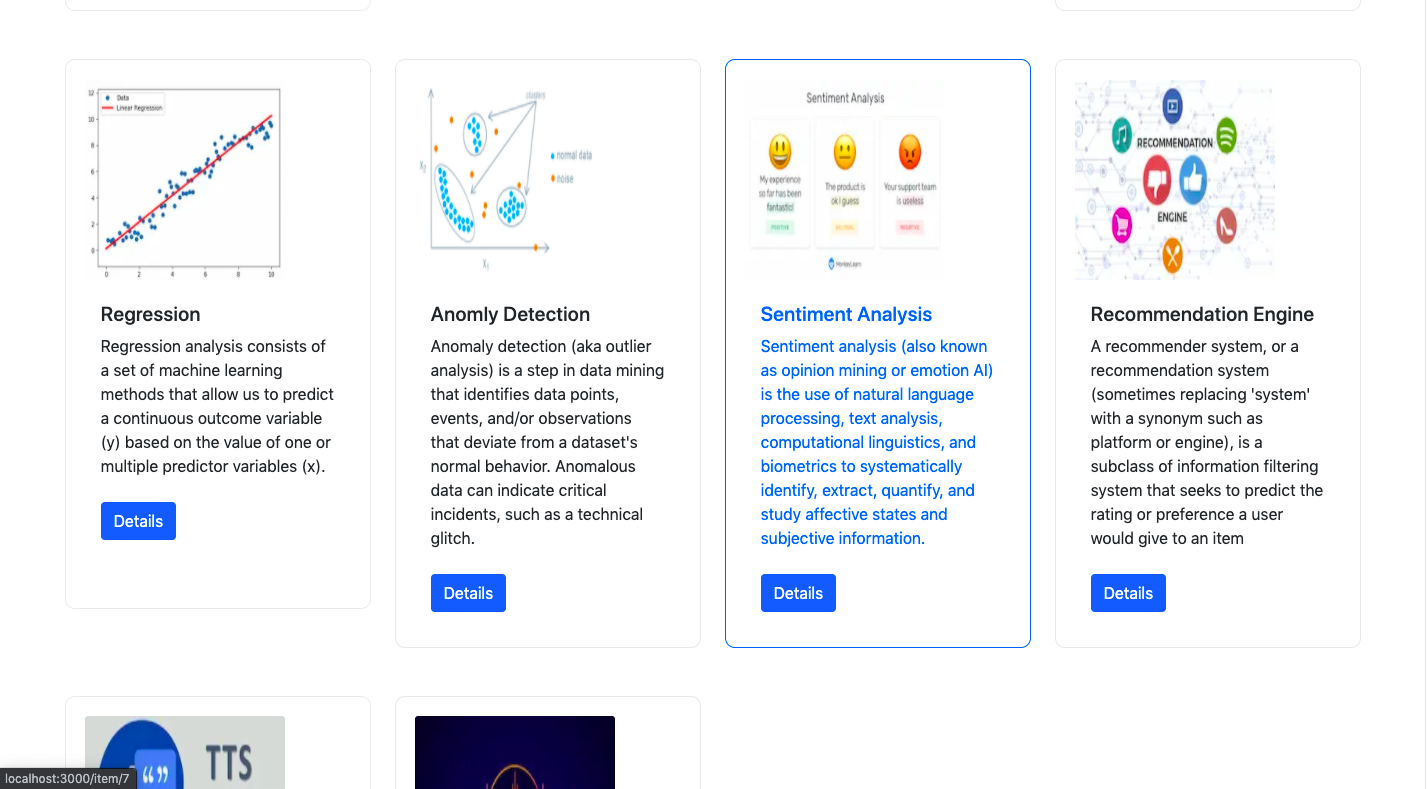 Data
Linear Regression
12
10
8
6
4
2
0
0 2 4 6 8 10
Regression
Regression analysis consists of
a set of machine learning
methods that allow us to predict
a continuous outcome variable
(y) based on the value of one or
multiple predictor variables (x).
Details
clusters
X2
normal data
noise
X1
Anomly Detection
Anomaly detection (aka outlier
analysis) is a step in data mining
that identifies data points,
events, and/or observations
that deviate from a dataset's
normal behavior. Anomalous
data can indicate critical
incidents, such as a technical
glitch.
Details
Sentiment Analysis
My experience
so far has been
fantastic!
POSITIVE
The product is
ok I guess
NEUTRAL
Your support team
is useless
NEGATIVE
MonkeyLearn
Sentiment Analysis
Sentiment analysis (also known
as opinion mining or emotion AI)
is the use of natural language
processing, text analysis,
computational linguistics, and
biometrics to systematically
identify, extract, quantify, and
study affective states and
subjective information.
Details
RECOMMENDATION
ENGINE
Recommendation Engine
A recommender system, or a
recommendation system
(sometimes replacing 'system'
with a synonym such as
platform or engine), is a
subclass of information filtering
system that seeks to predict the
rating or preference a user
would give to an item
Details
TTS
localhost:3000/item/7